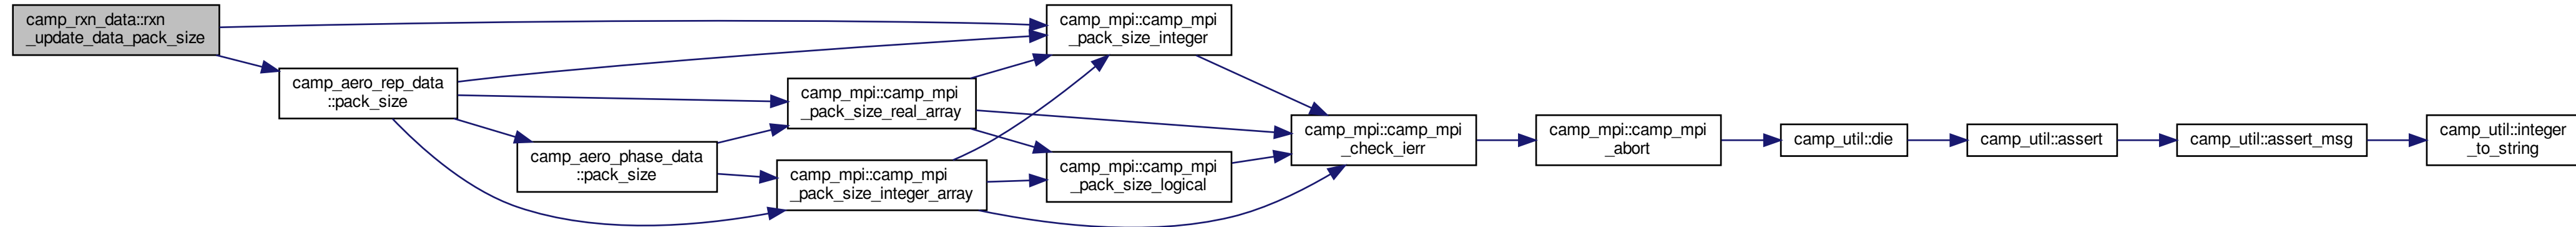 camp_rxn_data::rxn
_update_data_pack_size
camp_aero_rep_data
::pack_size
camp_aero_phase_data
::pack_size
camp_mpi::camp_mpi
_pack_size_real_array
camp_mpi::camp_mpi
_pack_size_integer_array
camp_mpi::camp_mpi
_pack_size_integer
camp_mpi::camp_mpi
_pack_size_logical
camp_mpi::camp_mpi
_check_ierr
camp_mpi::camp_mpi
_abort
camp_util::die
camp_util::assert
camp_util::assert_msg
camp_util::integer
_to_string